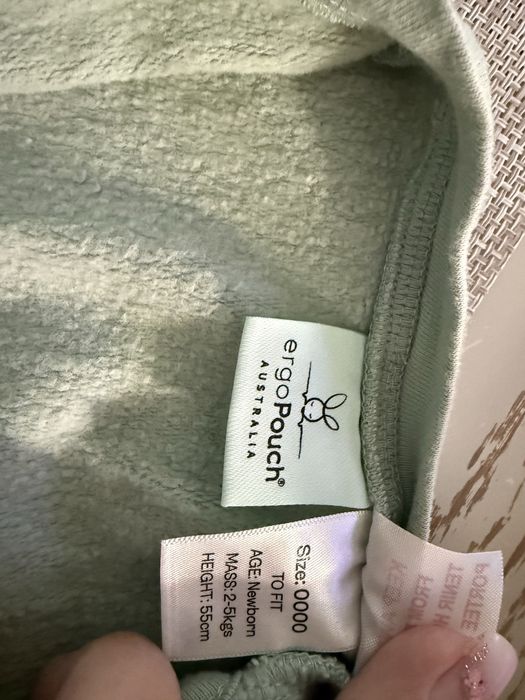 ergoPouch®
AUSTRALIA
Size: 0000
TO FIT
AGE: Newborn
MASS: 2-5kgs
HEIGHT: 55cm